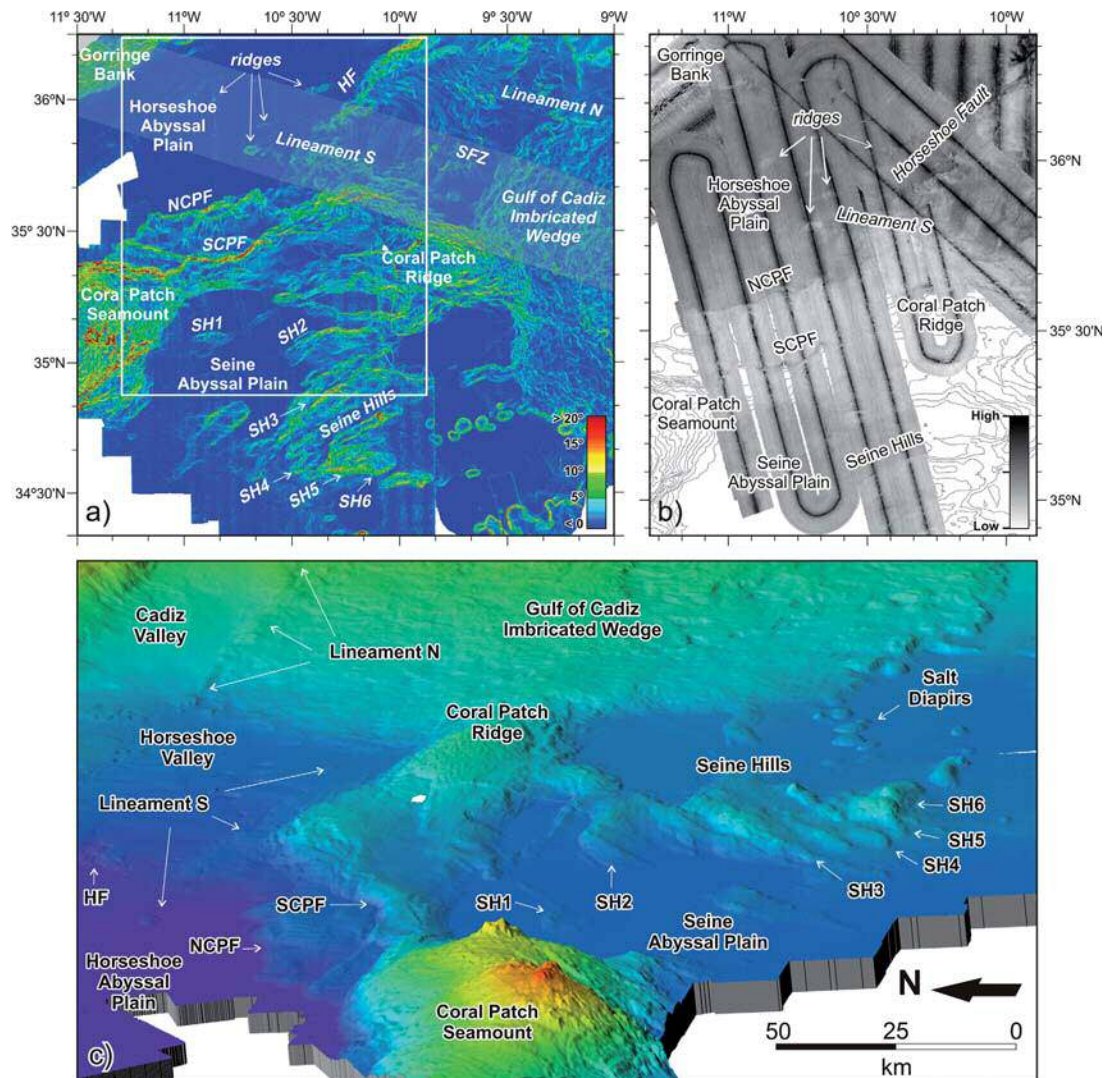 11°30'W
11°W
10°30'W
10°W
9°30'W
9°W
Gorringe
Bank
ridges
HF
36°N
Horseshoe
Abyssal
Plain
Lineament N
Lineament S
SFZ
NCPF
Gulf of Cadiz
Imbricated
Wedge
35° 30'N
SCPF
Coral Patch
Ridge
Coral Patch
Seamount
SH1
SH2
35°N
Seine
Abyssal Plain
SH3
Seine Hills
> 20°
15°
10°
5°
< 0
SH4
SH5
SH6
34°30'N
a)
11°W
10°30'W
10°W
Gorringe
Bank
ridges
Horseshoe Fault
36°N
Horseshoe
Abyssal
Plain
Lineament S
NCPF
Coral Patch
Ridge
SCPF
35° 30'N
Coral Patch
Seamount
High
Seine
Abyssal Plain
Seine Hills
Low
35°N
b)
Cadiz
Valley
Gulf of Cadiz
Imbricated Wedge
Lineament N
Salt
Diapirs
Coral Patch
Ridge
Horseshoe
Valley
Seine Hills
Lineament S
SH6
SH5
SH4
HF
SH3
SCPF
SH1
SH2
NCPF
Seine
Abyssal Plain
Horseshoe
Abyssal
Plain
N
Coral Patch
Seamount
50
25
0
km
c)